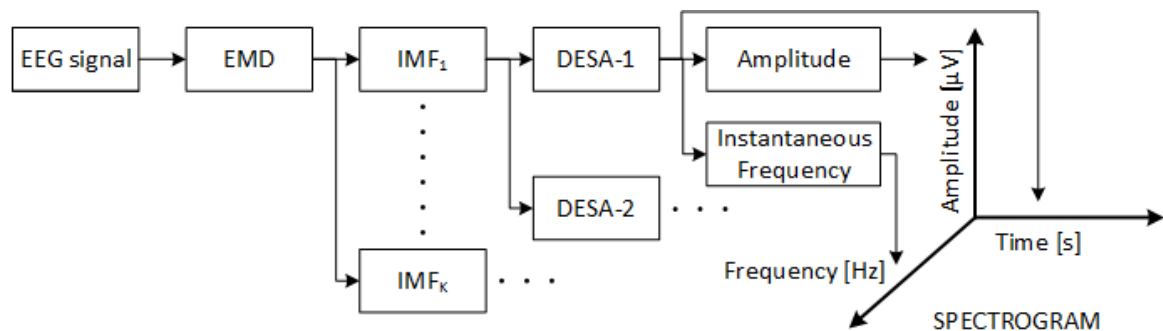 EEG signal
EMD
IMF₁
DESA-1
Amplitude
Instantaneous
Frequency
DESA-2
IMFₖ
Amplitude [μV]
Time [s]
Frequency [Hz]
SPECTROGRAM